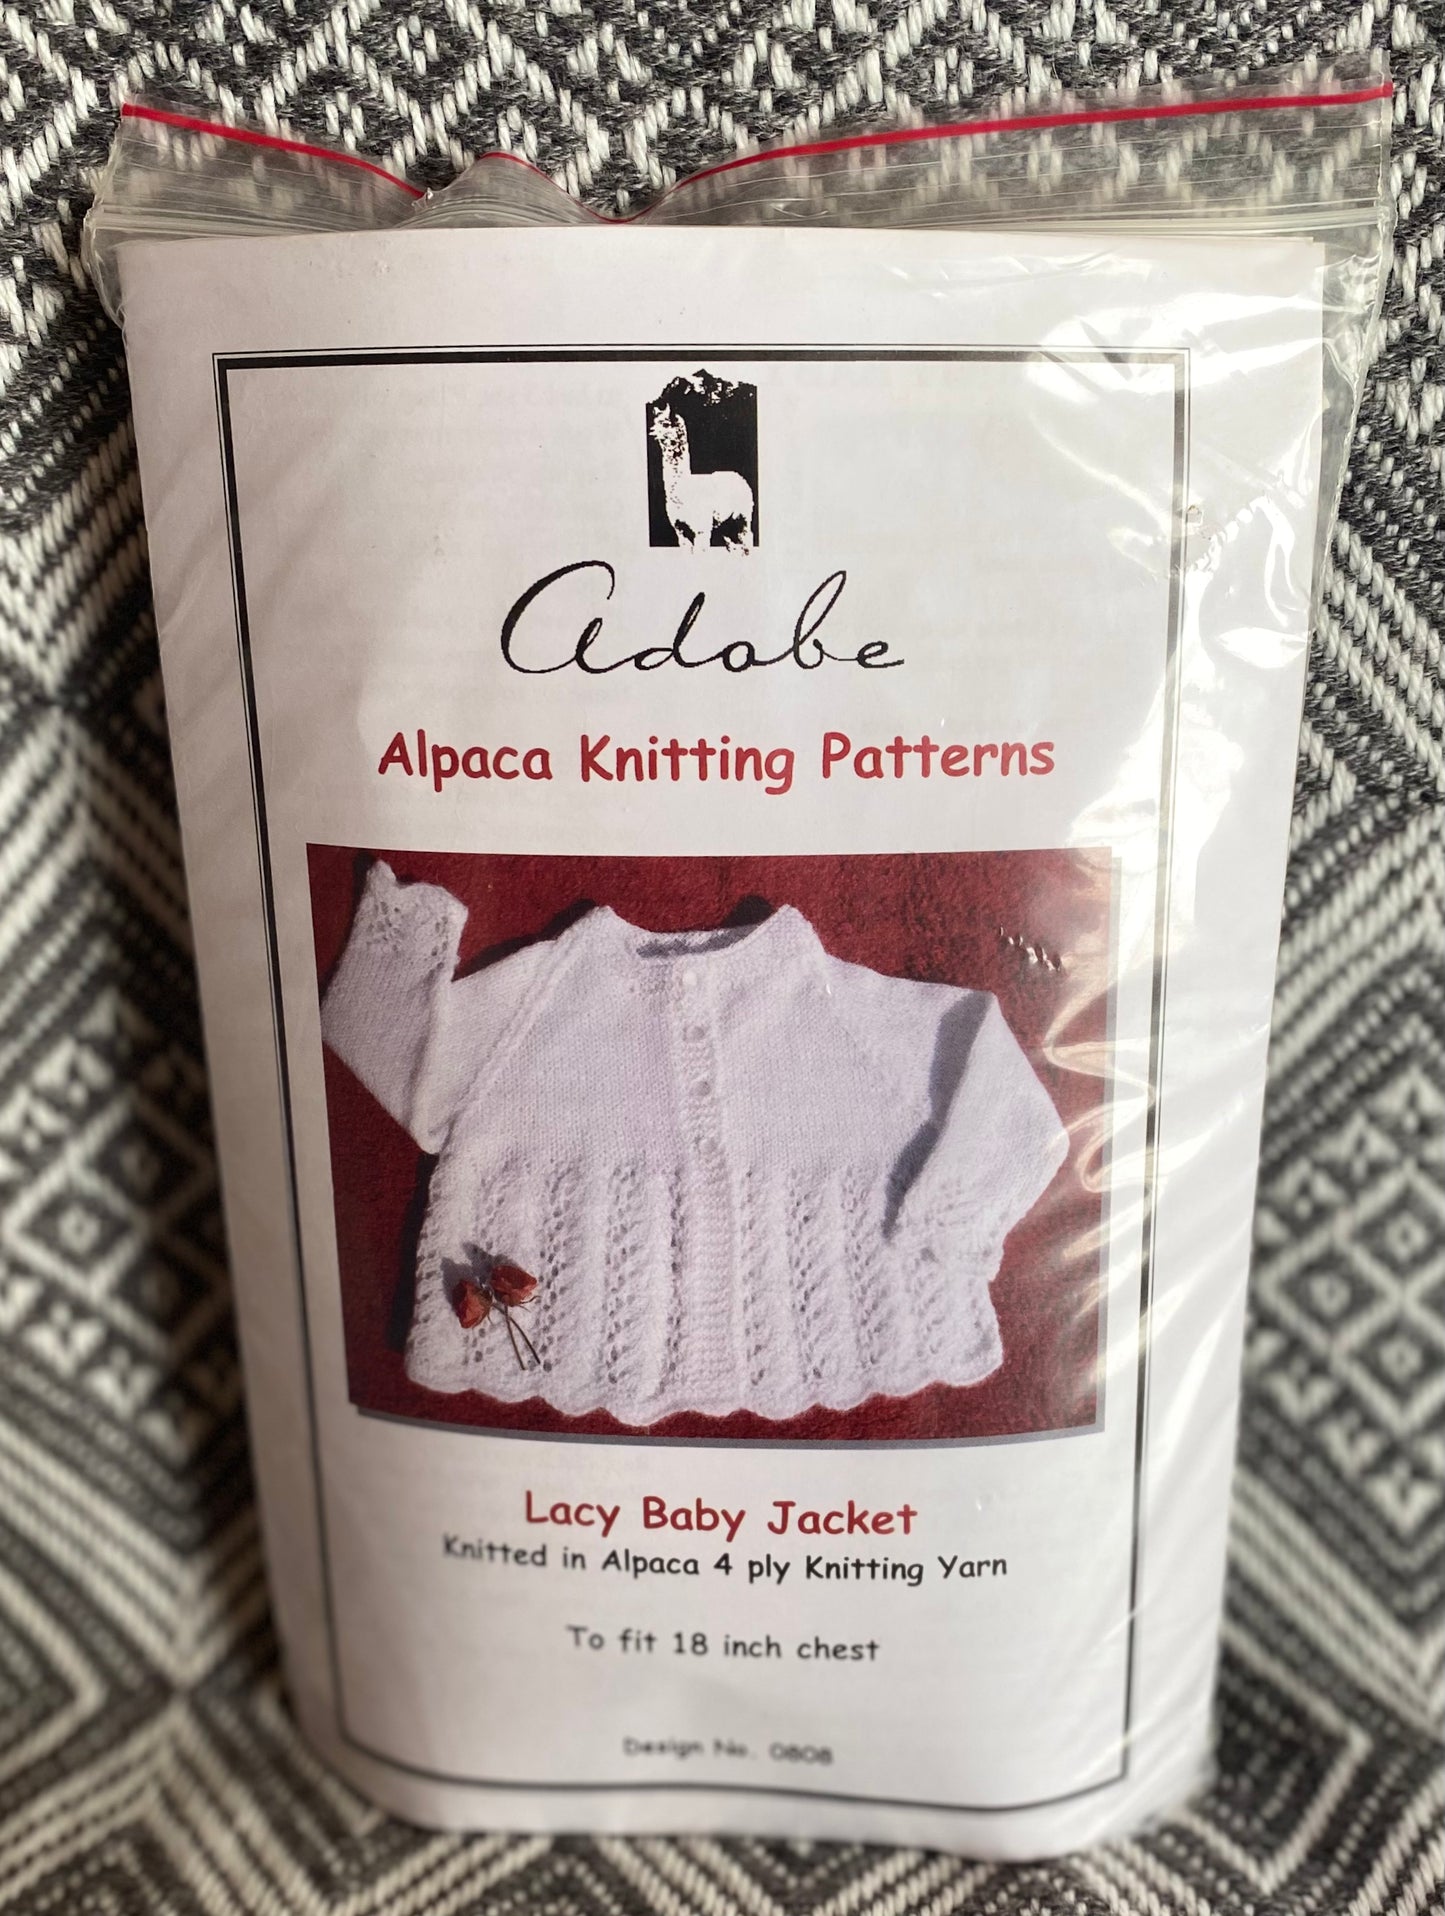 adobe
Alpaca Knitting Patterns
Lacy Baby Jacket
Knitted in Alpaca 4 ply Knitting Yarn
To fit 18 inch chest
Design No. 0808